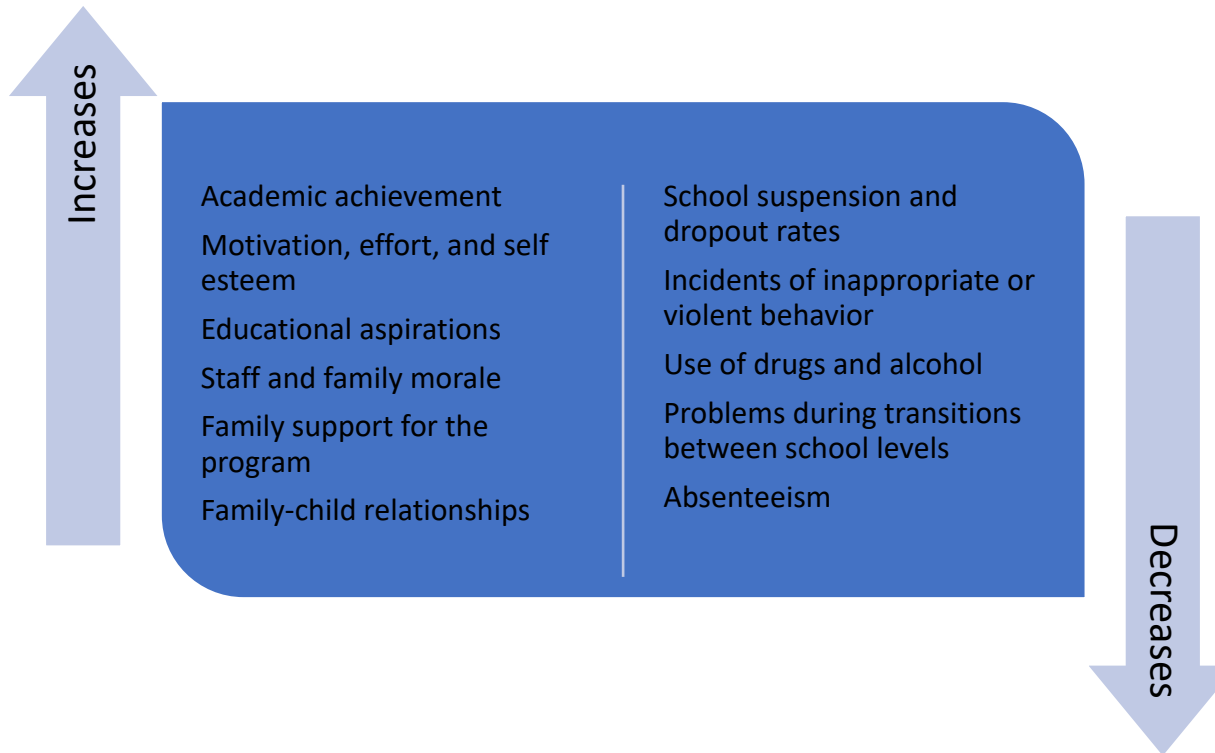 Increases
Academic achievement
Motivation, effort, and self
esteem
Educational aspirations
Staff and family morale
Family support for the
program
Family-child relationships
School suspension and
dropout rates
Incidents of inappropriate or
violent behavior
Use of drugs and alcohol
Problems during transitions
between school levels
Absenteeism
Decreases